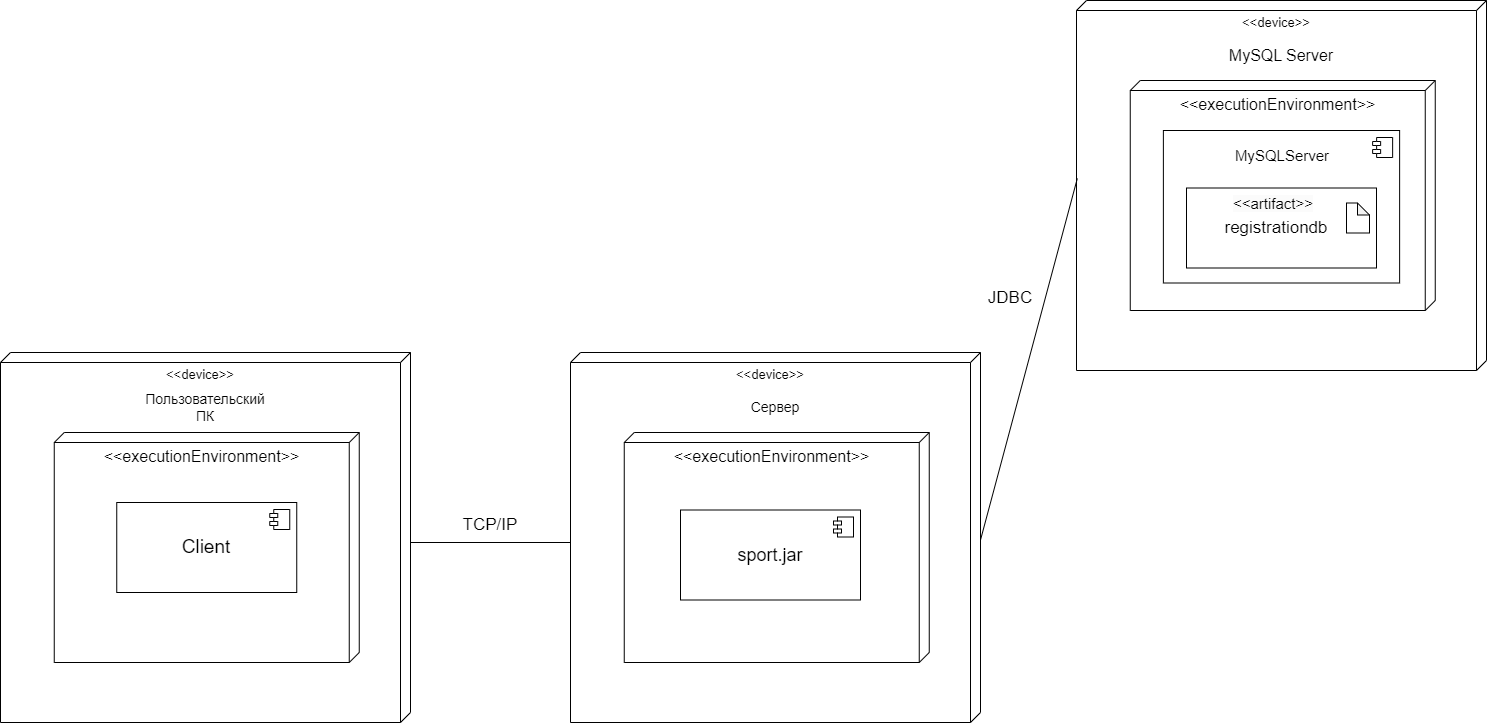 <<device>>
MySQL Server
<<executionEnvironment>>
MySQLServer
<<artifact>>
registrationdb
JDBC
<<device>>
Пользовательский
ПК
<<executionEnvironment>>
Client
TCP/IP
<<device>>
Сервер
<<executionEnvironment>>
sport.jar